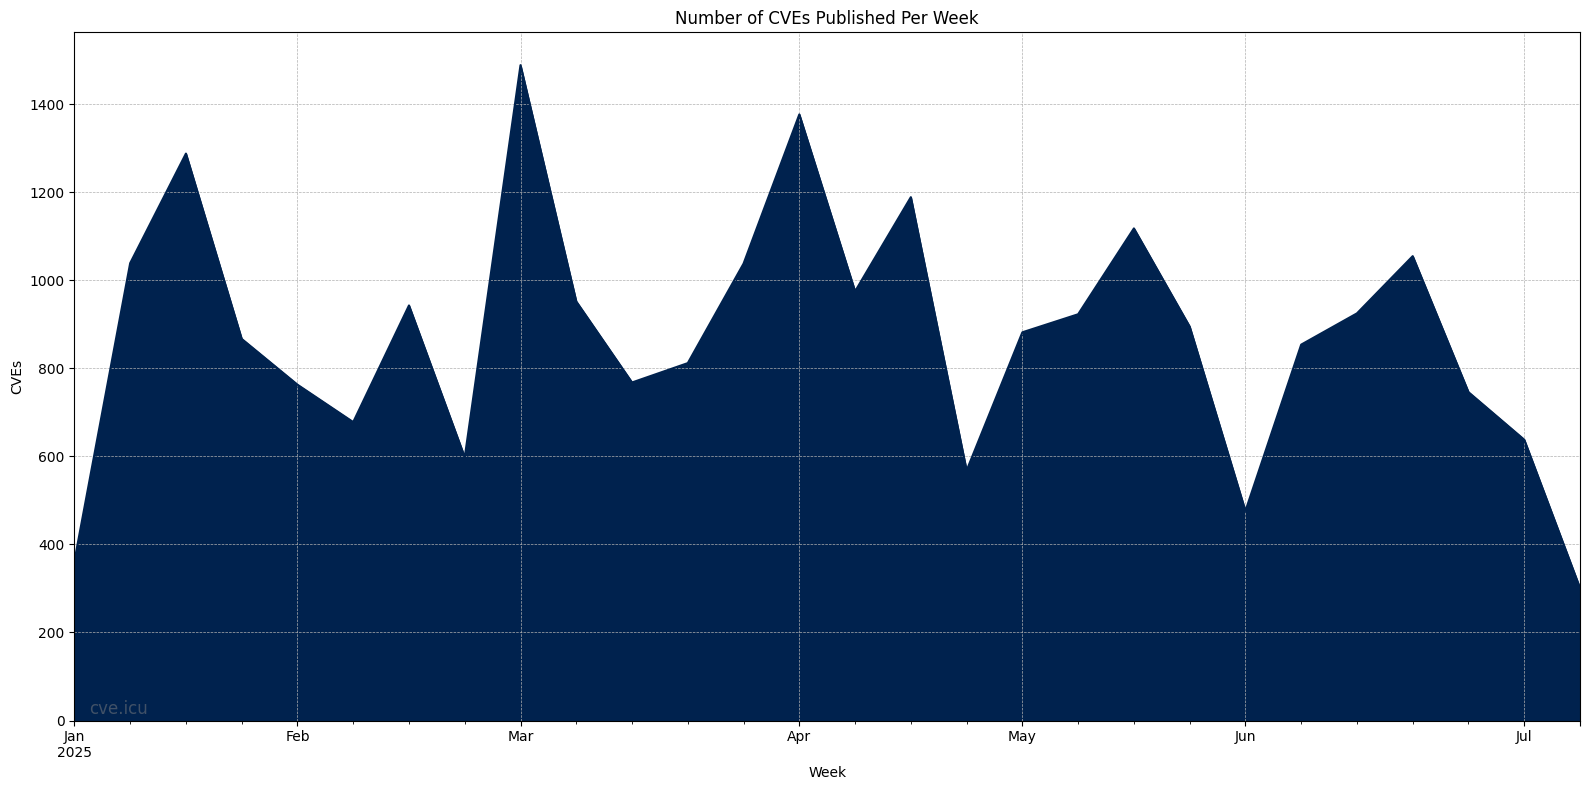 Number of CVEs Published Per Week
1400
1200
1000
800
600
400
200
0
CVEs
cve.icu
Jan Feb Mar Apr May Jun Jul
2025
Week